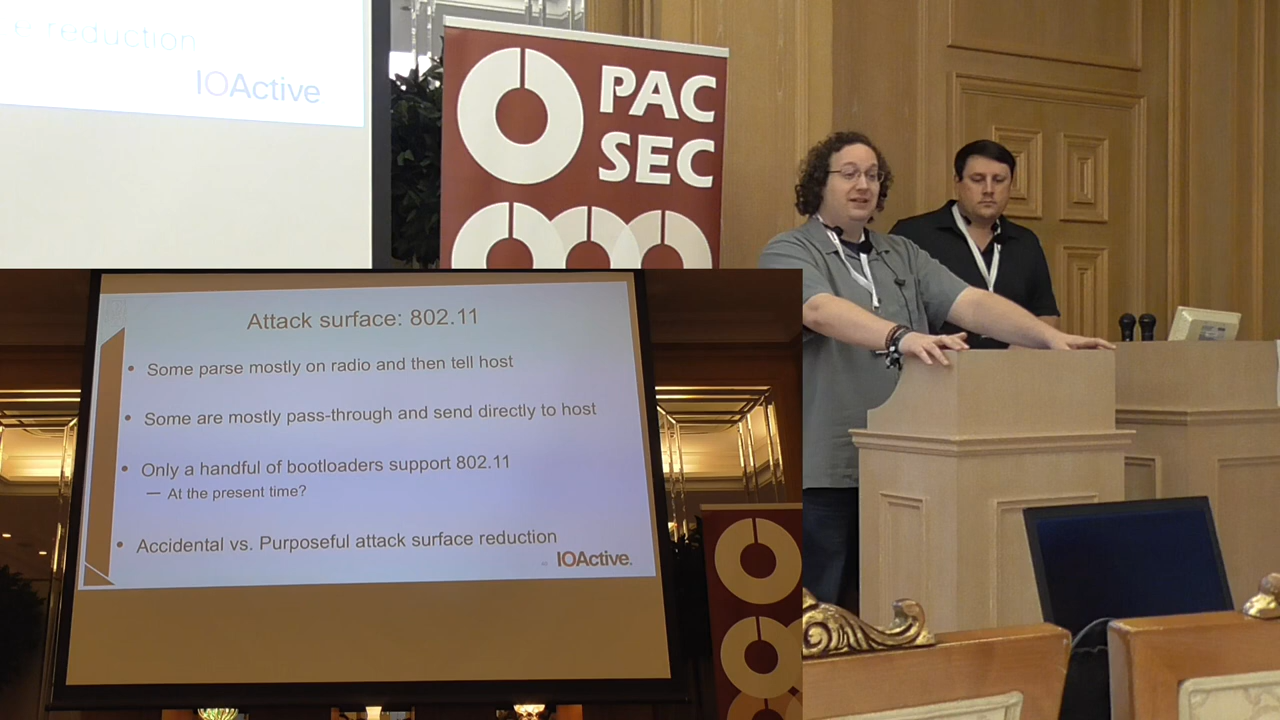 e reduction
IOActive
PAC
SEC
Attack surface: 802.11
• Some parse mostly on radio and then tell host
• Some are mostly pass-through and send directly to host
• Only a handful of bootloaders support 802.11
— At the present time?
• Accidental vs. Purposeful attack surface reduction
IOActive.